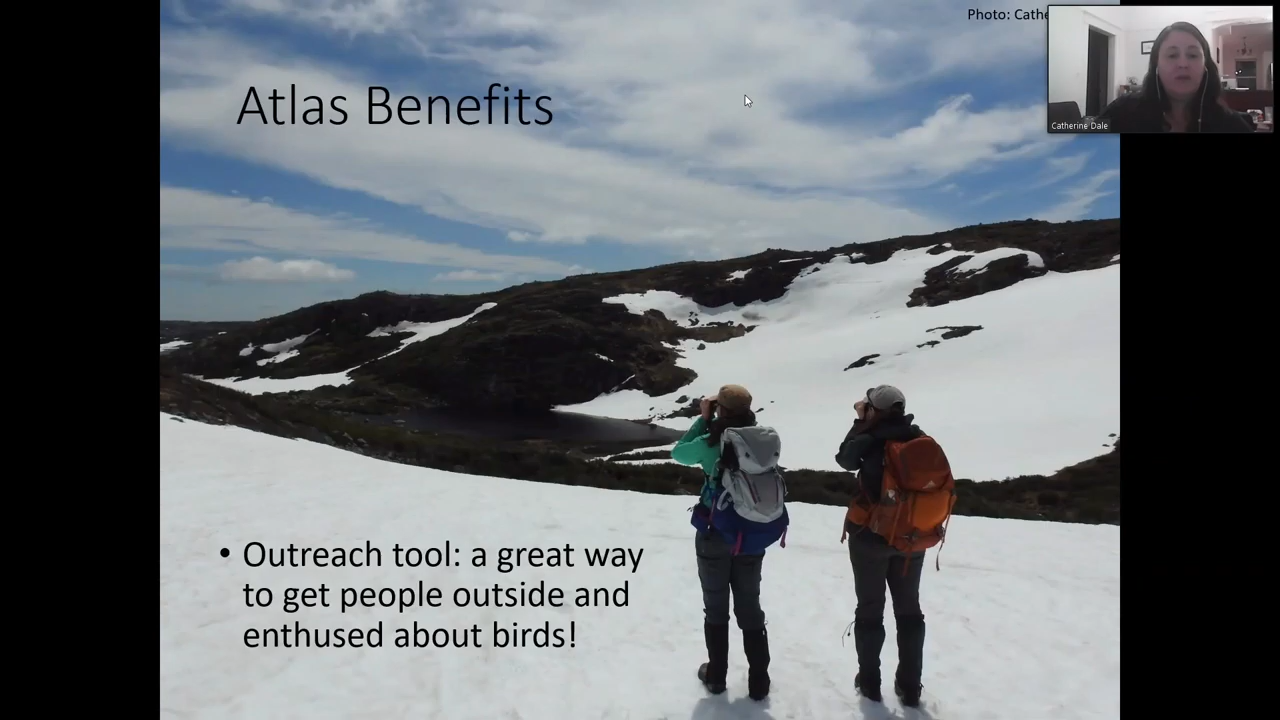 Photo: Cathe
Atlas Benefits
Catherine Dale
• Outreach tool: a great way
to get people outside and
enthused about birds!